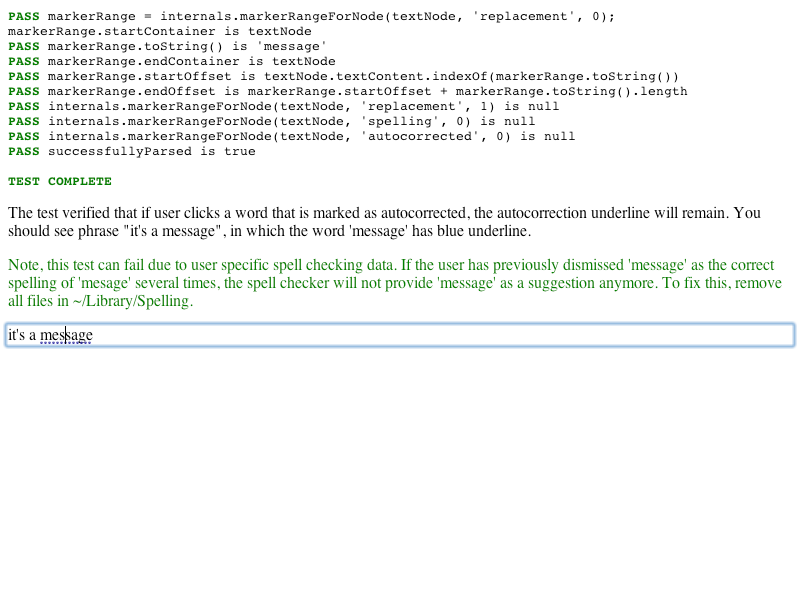 PASS markerRange = internals.markerRangeForNode(textNode, 'replacement', 0);
markerRange.startContainer is textNode
PASS markerRange.toString() is 'message'
PASS markerRange.endContainer is textNode
PASS markerRange.startOffset is textNode.textContent.indexOf(markerRange.toString())
PASS markerRange.endOffset is markerRange.startOffset + markerRange.toString().length
PASS internals.markerRangeForNode(textNode, 'replacement', 1) is null
PASS internals.markerRangeForNode(textNode, 'spelling', 0) is null
PASS internals.markerRangeForNode(textNode, 'autocorrected', 0) is null
PASS successfullyParsed is true
TEST COMPLETE
The test verified that if user clicks a word that is marked as autocorrected, the autocorrection underline will remain. You
should see phrase "it's a message", in which the word 'message' has blue underline.
Note, this test can fail due to user specific spell checking data. If the user has previously dismissed 'message' as the correct
spelling of 'mesage' several times, the spell checker will not provide 'message' as a suggestion anymore. To fix this, remove
all files in ~/Library/Spelling.
it's a message